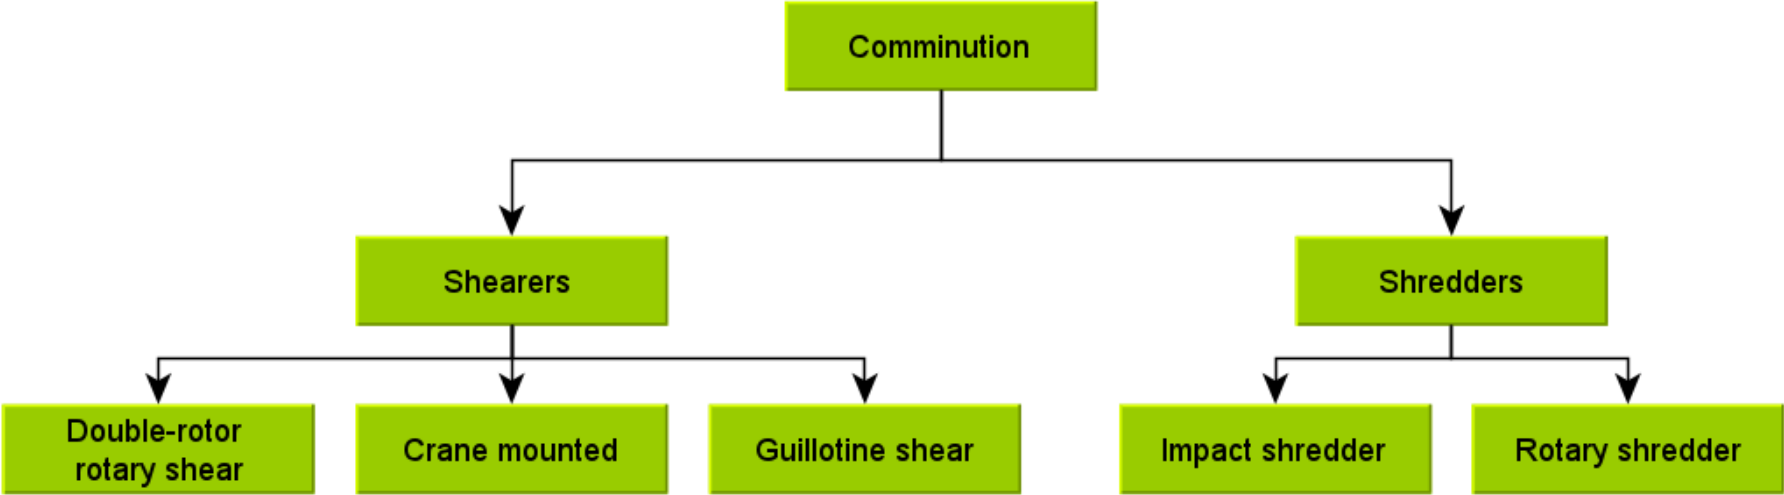 Comminution
Shearers
Shredders
Double-rotor
rotary shear
Crane mounted
Guillotine shear
Impact shredder
Rotary shredder